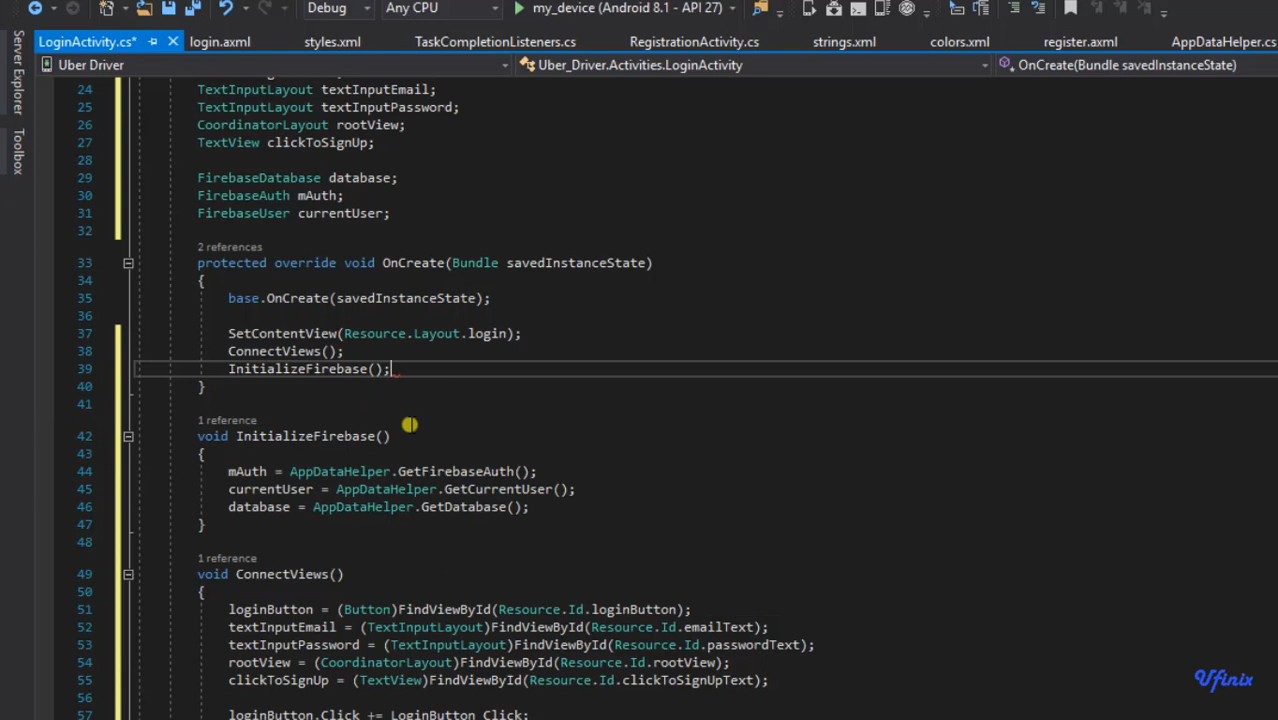 Debug Any CPU my_device (Android 8.1 - API 27)
LoginActivity.cs* login.axml styles.xml TaskCompletionListeners.cs RegistrationActivity.cs strings.xml colors.xml register.axml AppDataHelper.cs
Uber Driver Uber_Driver.Activities.LoginActivity OnCreate(Bundle savedInstanceState)
Server Explorer
Toolbox
24 TextInputLayout textInputEmail;
25 TextInputLayout textInputPassword;
26 CoordinatorLayout rootView;
27 TextView clickToSignUp;
28
29 FirebaseDatabase database;
30 FirebaseAuth mAuth;
31 FirebaseUser currentUser;
32
2 references
33 protected override void OnCreate(Bundle savedInstanceState)
34 {
35 base.OnCreate(savedInstanceState);
36
37 SetContentView(Resource.Layout.login);
38 ConnectViews();
39 InitializeFirebase();
40 }
41
1 reference
42 void InitializeFirebase()
43 {
44 mAuth = AppDataHelper.GetFirebaseAuth();
45 currentUser = AppDataHelper.GetCurrentUser();
46 database = AppDataHelper.GetDatabase();
47 }
48
1 reference
49 void ConnectViews()
50 {
51 loginButton = (Button)FindViewById(Resource.Id.loginButton);
52 textInputEmail = (TextInputLayout)FindViewById(Resource.Id.emailText);
53 textInputPassword = (TextInputLayout)FindViewById(Resource.Id.passwordText);
54 rootView = (CoordinatorLayout)FindViewById(Resource.Id.rootView);
55 clickToSignUp = (TextView)FindViewById(Resource.Id.clickToSignUpText);
56
57 loginButton.Click += LoginButton_Click;
Ufinix